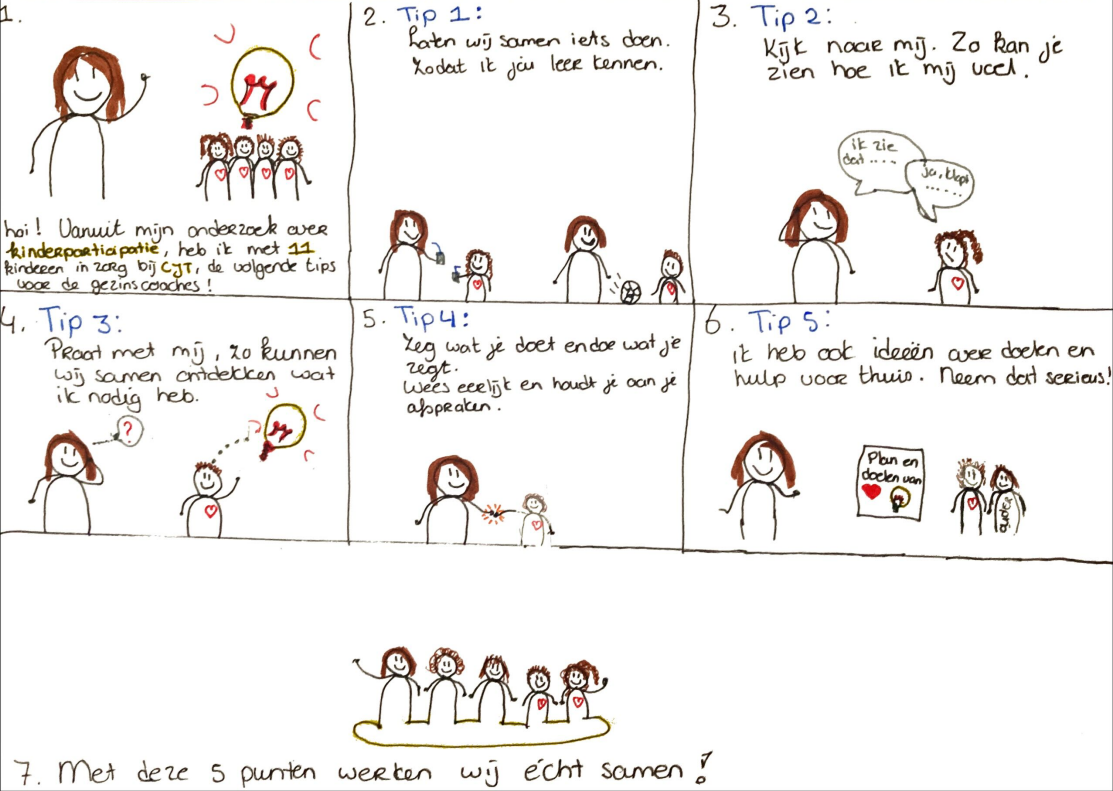 1.
hoi! Vanuit mijn onderzoek over
kinderparticipatie, heb ik met 11
kinderen in zorg bij CJT, de volgende tips
voor de gezinscoaches!
2. Tip 1:
Laten wij samen iets doen.
Zodat ik jou leer kennen.
3. Tip 2:
Kijk naar mij. Zo kan je
zien hoe ik mij voel.
ik zie
dat ....
ja, klopt
......
4. Tip 3:
Praat met mij, zo kunnen
wij samen ontdekken wat
ik nodig heb.
?
5. Tip 4:
Zeg wat je doet en doe wat je
zegt.
Wees eerlijk en houdt je aan je
afspraken.
6. Tip 5:
ik heb ook ideeën over doelen en
hulp voor thuis. Neem dat serieus!
Plan en
doelen van
ouder
7. Met deze 5 punten werken wij écht samen!